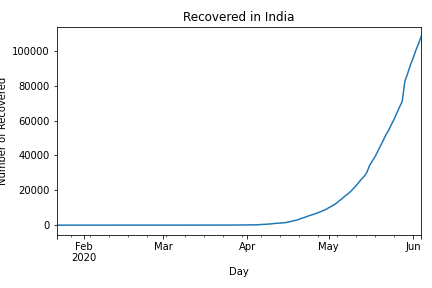 Recovered in India
Number of Recovered
100000
80000
60000
40000
20000
0
Feb
2020
Mar
Apr
May
Jun
Day